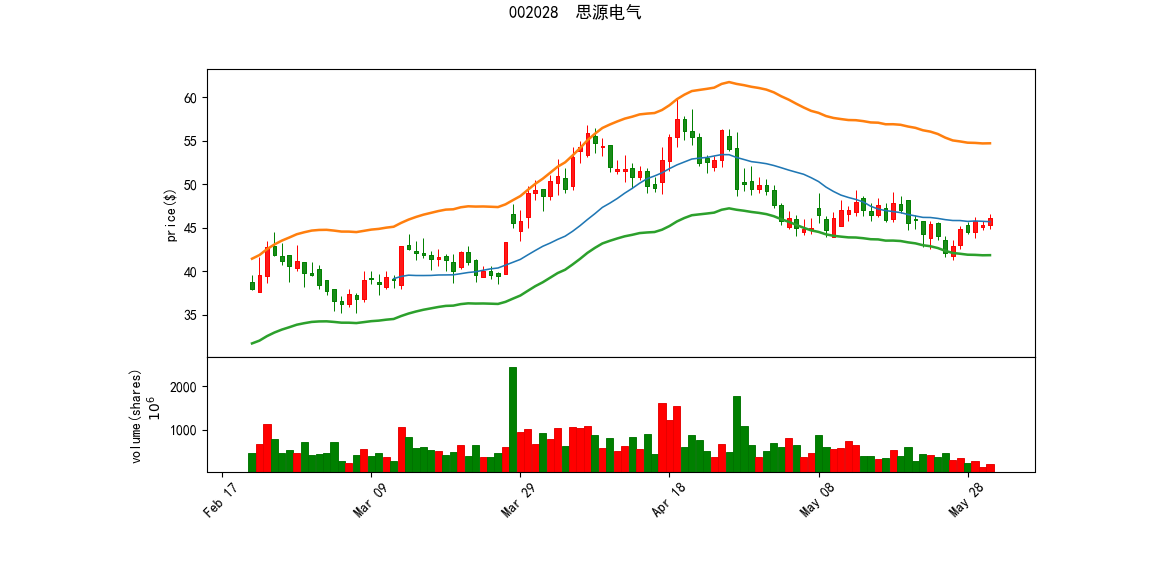 002028 思源电气
60
55
50
45
40
35
price($)
2000
1000
volume(shares)
10^6
Feb 17
Mar 09
Mar 29
Apr 18
May 08
May 28